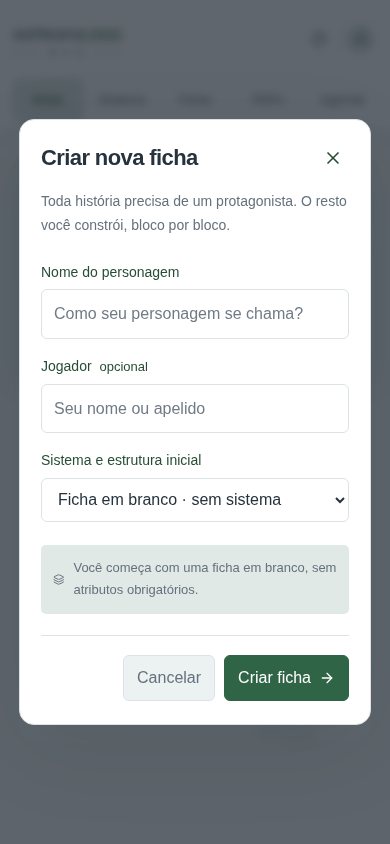 Criar nova ficha
Toda história precisa de um protagonista. O resto
você constrói, bloco por bloco.
Nome do personagem
Como seu personagem se chama?
Jogador opcional
Seu nome ou apelido
Sistema e estrutura inicial
Ficha em branco · sem sistema
Você começa com uma ficha em branco, sem
atributos obrigatórios.
Cancelar
Criar ficha